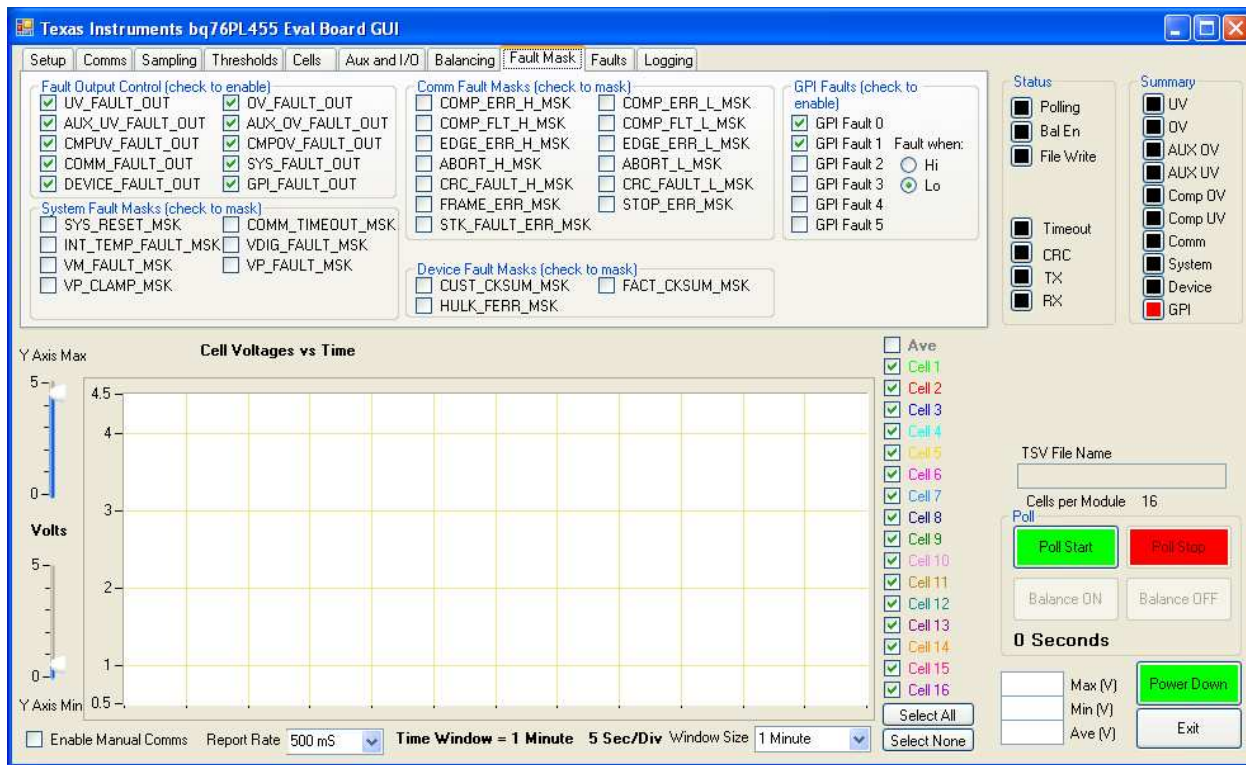 Texas Instruments bq76PL455 Eval Board GUI
Setup Comms Sampling Thresholds Cells Aux and I/O Balancing Fault Mask Faults Logging
Fault Output Control (check to enable)
UV_FAULT_OUT OV_FAULT_OUT
AUX_UV_FAULT_OUT AUX_OV_FAULT_OUT
CMPUV_FAULT_OUT CMPOV_FAULT_OUT
COMM_FAULT_OUT SYS_FAULT_OUT
DEVICE_FAULT_OUT GPI_FAULT_OUT
System Fault Masks (check to mask)
SYS_RESET_MSK COMM_TIMEOUT_MSK
INT_TEMP_FAULT_MSK VDIG_FAULT_MSK
VM_FAULT_MSK VP_FAULT_MSK
VP_CLAMP_MSK
Comm Fault Masks (check to mask)
COMP_ERR_H_MSK COMP_ERR_L_MSK
COMP_FLT_H_MSK COMP_FLT_L_MSK
EDGE_ERR_H_MSK EDGE_ERR_L_MSK
ABORT_H_MSK ABORT_L_MSK
CRC_FAULT_H_MSK CRC_FAULT_L_MSK
FRAME_ERR_MSK STOP_ERR_MSK
STK_FAULT_ERR_MSK
Device Fault Masks (check to mask)
CUST_CKSUM_MSK FACT_CKSUM_MSK
HULK_FERR_MSK
GPI Faults (check to
enable)
GPI Fault 0
GPI Fault 1 Fault when:
GPI Fault 2 Hi
GPI Fault 3 Lo
GPI Fault 4
GPI Fault 5
Status
Polling
Bal En
File Write
Timeout
CRC
TX
RX
Summary
UV
OV
AUX OV
AUX UV
Comp OV
Comp UV
Comm
System
Device
GPI
Y Axis Max
5
0
Volts
5
0
Y Axis Min
Cell Voltages vs Time
4.5
4
3
2
1
0.5
Ave
Cell 1
Cell 2
Cell 3
Cell 4
Cell 5
Cell 6
Cell 7
Cell 8
Cell 9
Cell 10
Cell 11
Cell 12
Cell 13
Cell 14
Cell 15
Cell 16
Select All
Select None
TSV File Name
Cells per Module 16
Poll
Poll Start Poll Stop
Balance ON Balance OFF
0 Seconds
Max (V)
Min (V)
Ave (V)
Power Down
Exit
Enable Manual Comms Report Rate 500 mS Time Window = 1 Minute 5 Sec/Div Window Size 1 Minute